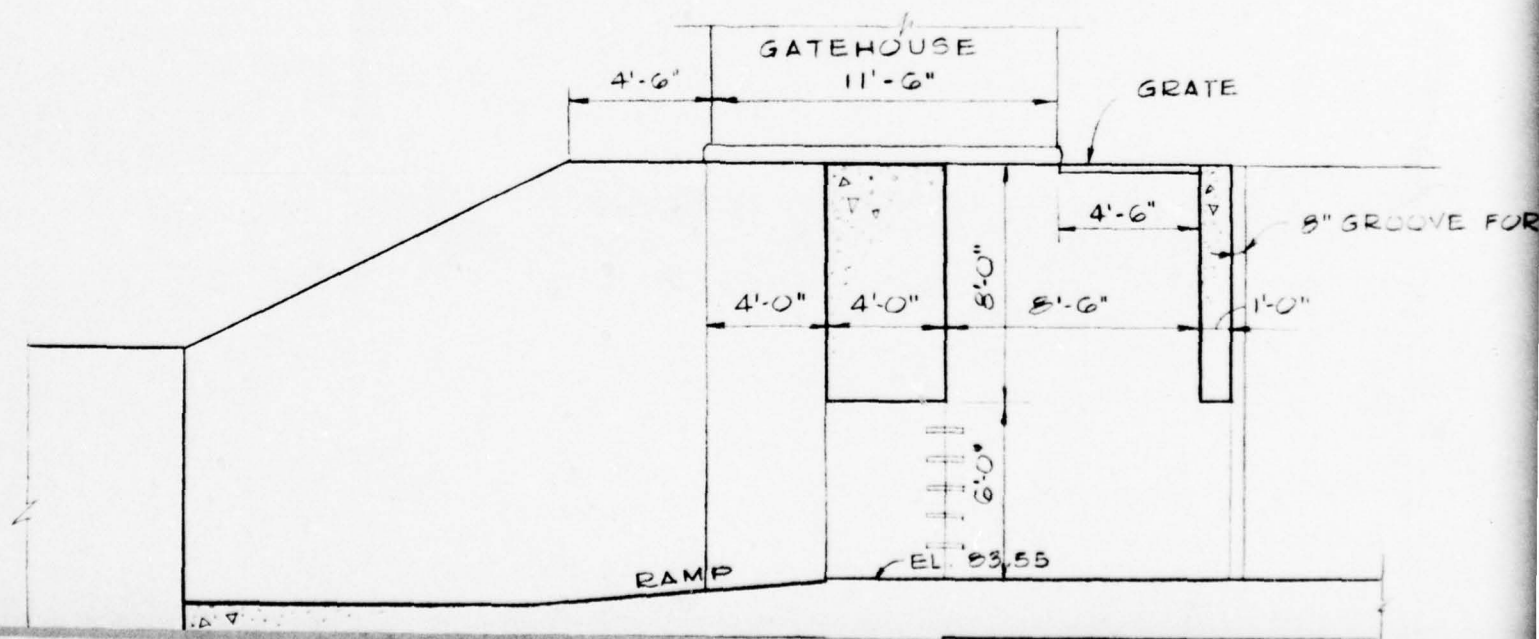 GATEHOUSE
4'-6"
11'-6"
GRATE
4'-6"
8" GROOVE FOR
8'-0"
4'-0"
4'-0"
8'-6"
1'-0"
6'-0"
EL 83.55
RAMP